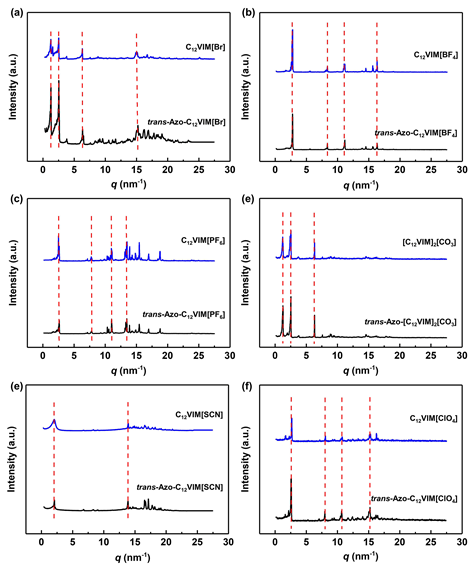 (a)
C₁₂VIM[Br]
trans-Azo-C₁₂VIM[Br]
Intensity (a.u.)
0 5 10 15 20 25 30
q (nm⁻¹)
(b)
C₁₂VIM[BF₄]
trans-Azo-C₁₂VIM[BF₄]
Intensity (a.u.)
0 5 10 15 20 25 30
q (nm⁻¹)
(c)
C₁₂VIM[PF₆]
trans-Azo-C₁₂VIM[PF₆]
Intensity (a.u.)
0 5 10 15 20 25 30
q (nm⁻¹)
(e)
[C₁₂VIM]₂[CO₃]
trans-Azo-[C₁₂VIM]₂[CO₃]
Intensity (a.u.)
0 5 10 15 20 25 30
q (nm⁻¹)
(e)
C₁₂VIM[SCN]
trans-Azo-C₁₂VIM[SCN]
Intensity (a.u.)
0 5 10 15 20 25 30
q (nm⁻¹)
(f)
C₁₂VIM[ClO₄]
trans-Azo-C₁₂VIM[ClO₄]
Intensity (a.u.)
0 5 10 15 20 25 30
q (nm⁻¹)